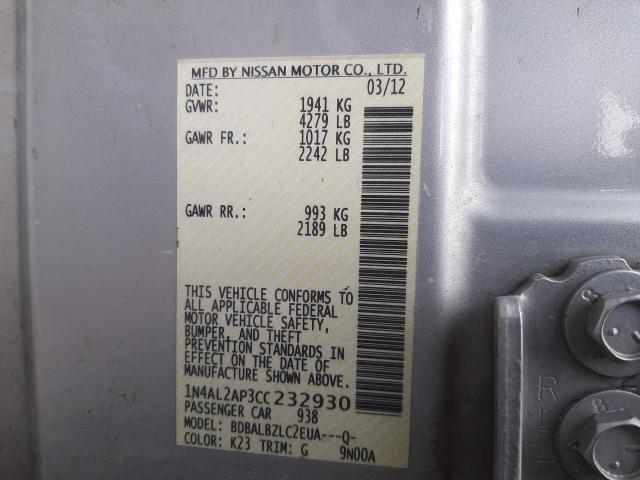 MFD BY NISSAN MOTOR CO., LTD.
DATE: 03/12
GVWR: 1941 KG
4279 LB
GAWR FR.: 1017 KG
2242 LB
GAWR RR.: 993 KG
2189 LB
THIS VEHICLE CONFORMS TO
ALL APPLICABLE FEDERAL
MOTOR VEHICLE SAFETY,
BUMPER, AND THEFT
PREVENTION STANDARDS IN
EFFECT ON THE DATE OF
MANUFACTURE SHOWN ABOVE.
1N4AL2AP3CC232930
PASSENGER CAR 938
MODEL: BDBALBZLC2EUA---Q-
COLOR: K23 TRIM: G 9N00A